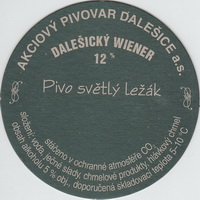 AKCIOVÝ PIVOVAR DALEŠICE a.s.
DALEŠICKÝ WIENER
12 %
Pivo světlý ležák
stáčeno v ochranné atmosféře CO₂
složení: voda, ječné slady, chmelové produkty, hlávkový chmel
obsah alkoholu 5 % obj., doporučená skladovací teplota 5-10 °C